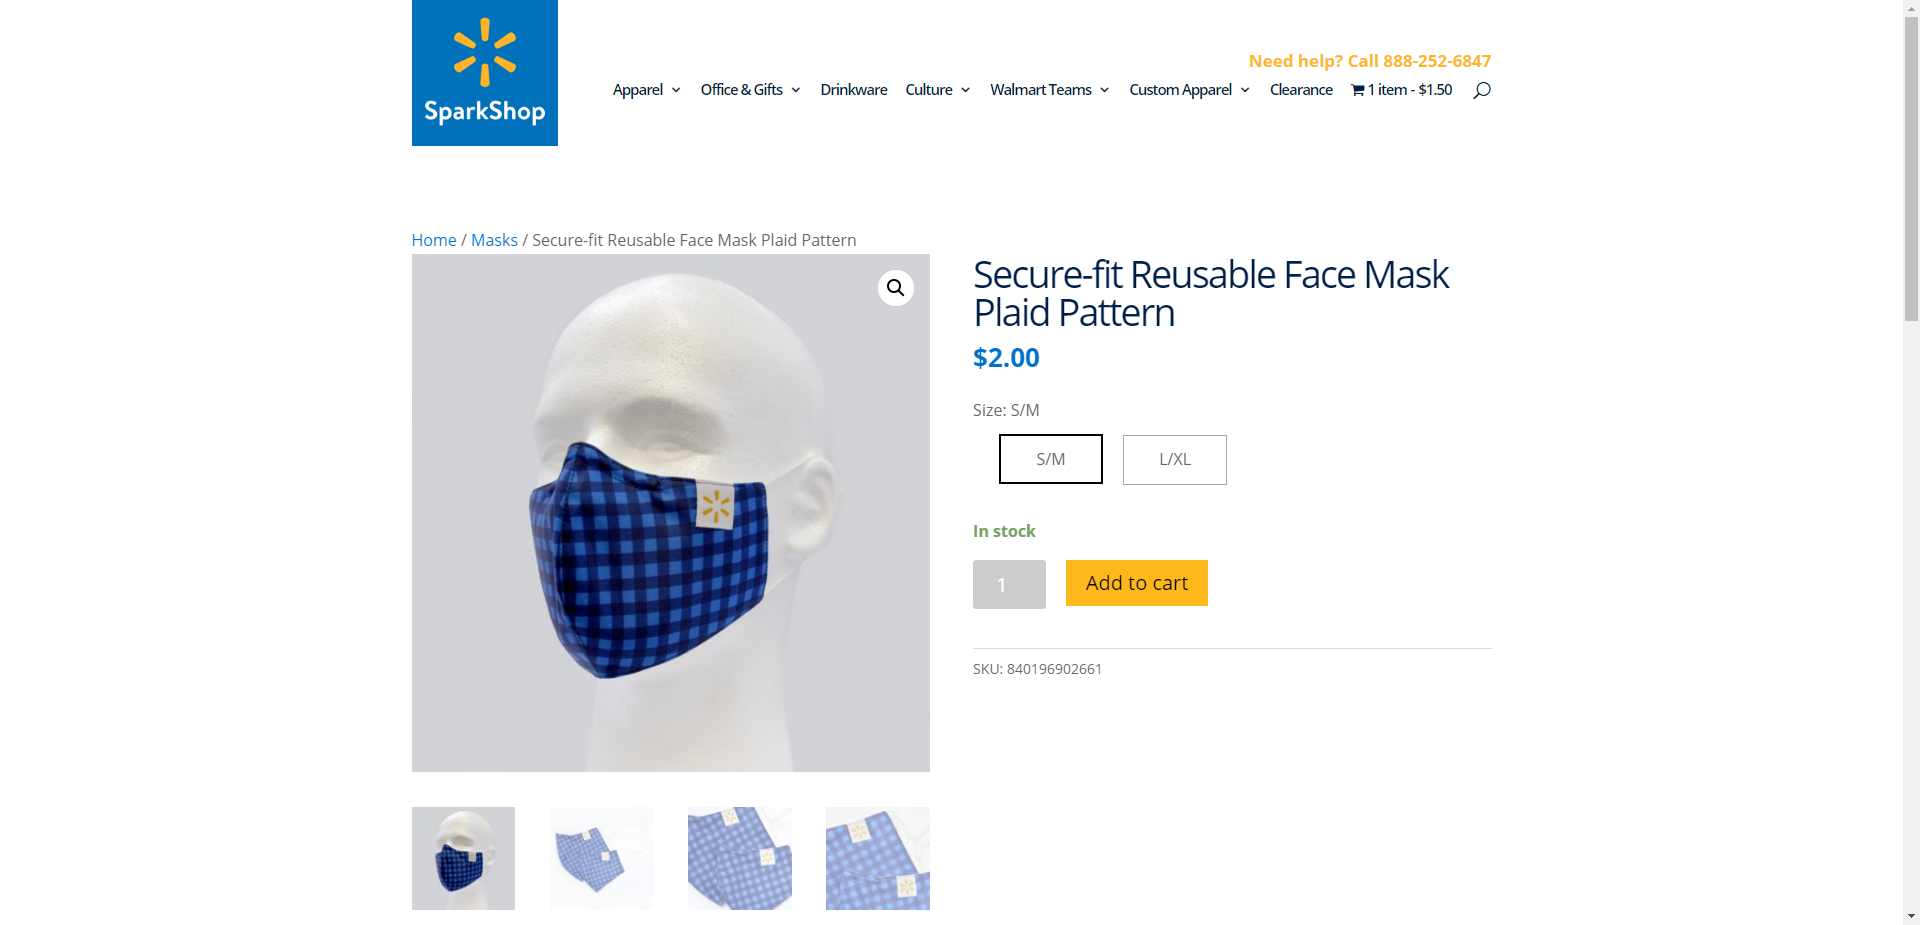 SparkShop
Need help? Call 888-252-6847
Apparel Office & Gifts Drinkware Culture Walmart Teams Custom Apparel Clearance 1 item - $1.50
Home / Masks / Secure-fit Reusable Face Mask Plaid Pattern
Secure-fit Reusable Face Mask
Plaid Pattern
$2.00
Size: S/M
S/M L/XL
In stock
1 Add to cart
SKU: 840196902661